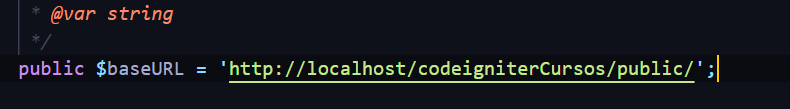 * @var string
*/
public $baseURL = 'http://localhost/codeigniterCursos/public/';